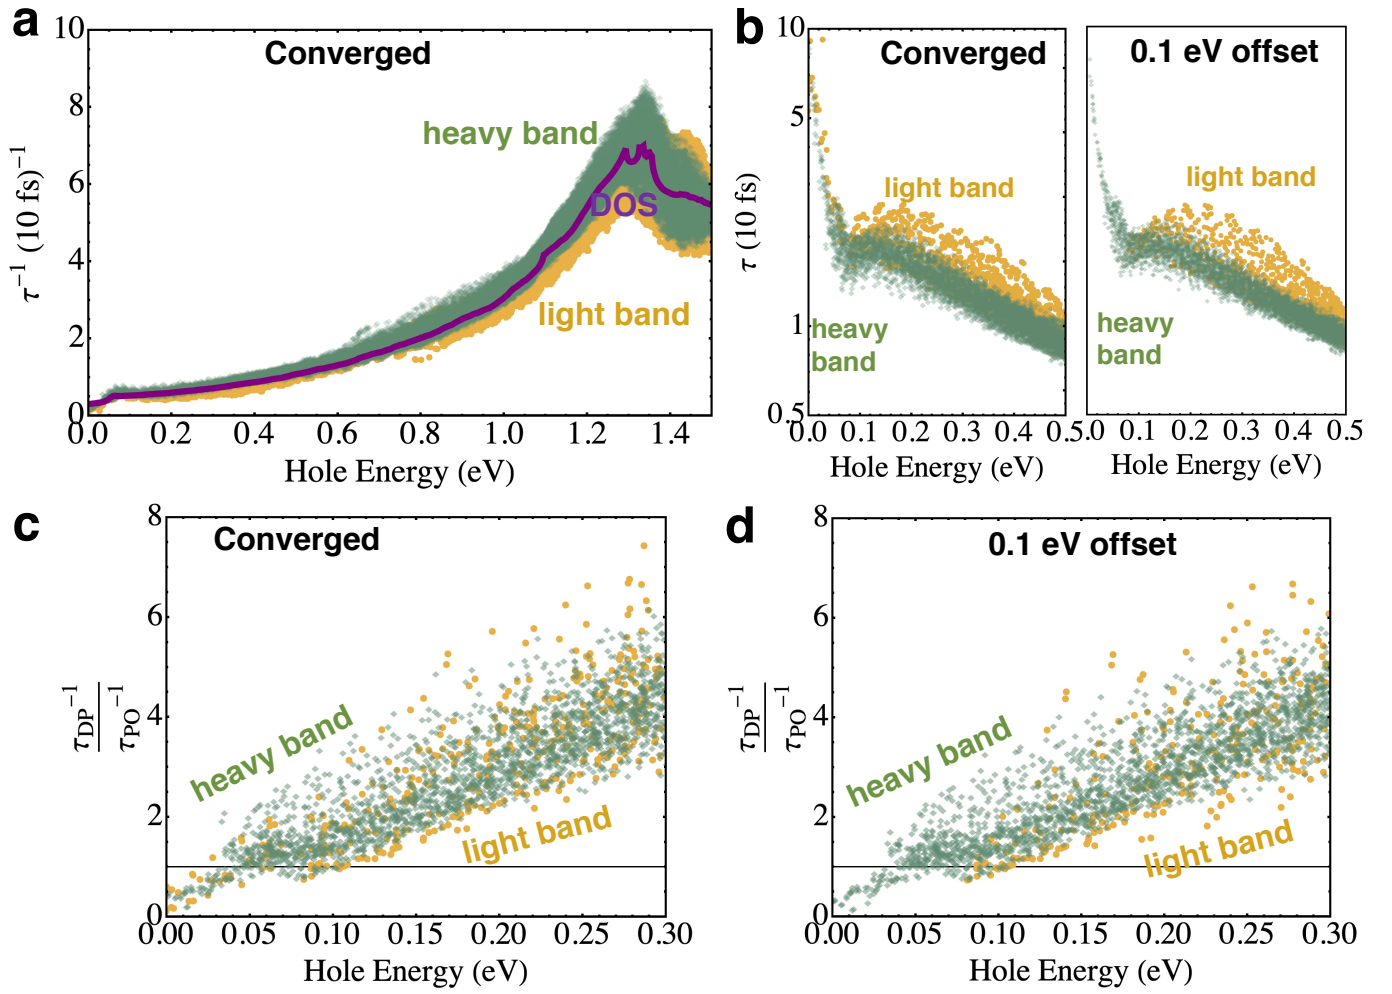 a
Converged
10
8
6
4
2
0
τ⁻¹ (10 fs)⁻¹
heavy band
DOS
light band
0.0 0.2 0.4 0.6 0.8 1.0 1.2 1.4
Hole Energy (eV)
b
Converged
10
5
1
0.5
τ (10 fs)
light band
heavy
band
0.0 0.1 0.2 0.3 0.4 0.5
Hole Energy (eV)
0.1 eV offset
light band
heavy
band
.0 0.1 0.2 0.3 0.4 0.5
Hole Energy (eV)
c
Converged
8
6
4
2
0
τDP⁻¹
τPO⁻¹
heavy band
light band
0.00 0.05 0.10 0.15 0.20 0.25 0.30
Hole Energy (eV)
d
0.1 eV offset
8
6
4
2
0
τDP⁻¹
τPO⁻¹
heavy band
light band
0.00 0.05 0.10 0.15 0.20 0.25 0.30
Hole Energy (eV)